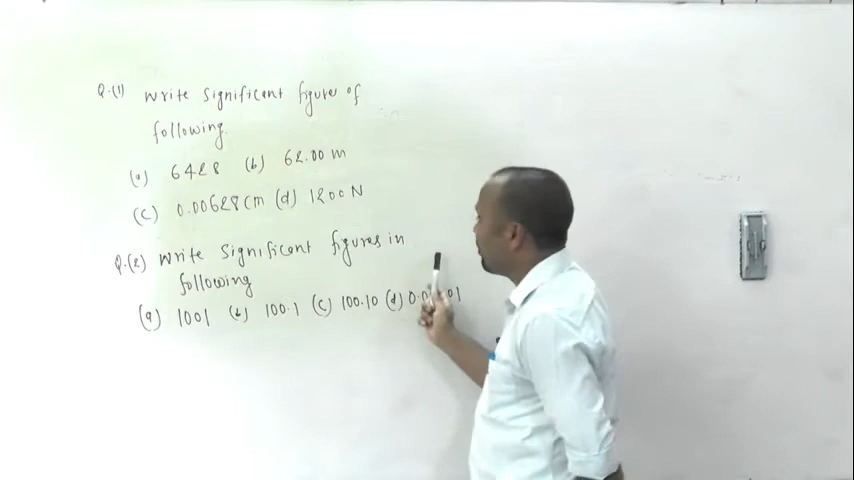 Q.(1) Write Significant figure of
following.
(a) 6428 (b) 62.00 m
(c) 0.00628 cm (d) 1200 N
Q.(2) Write Significant figures in
following
(a) 1001 (b) 100.1 (c) 100.10 (d)